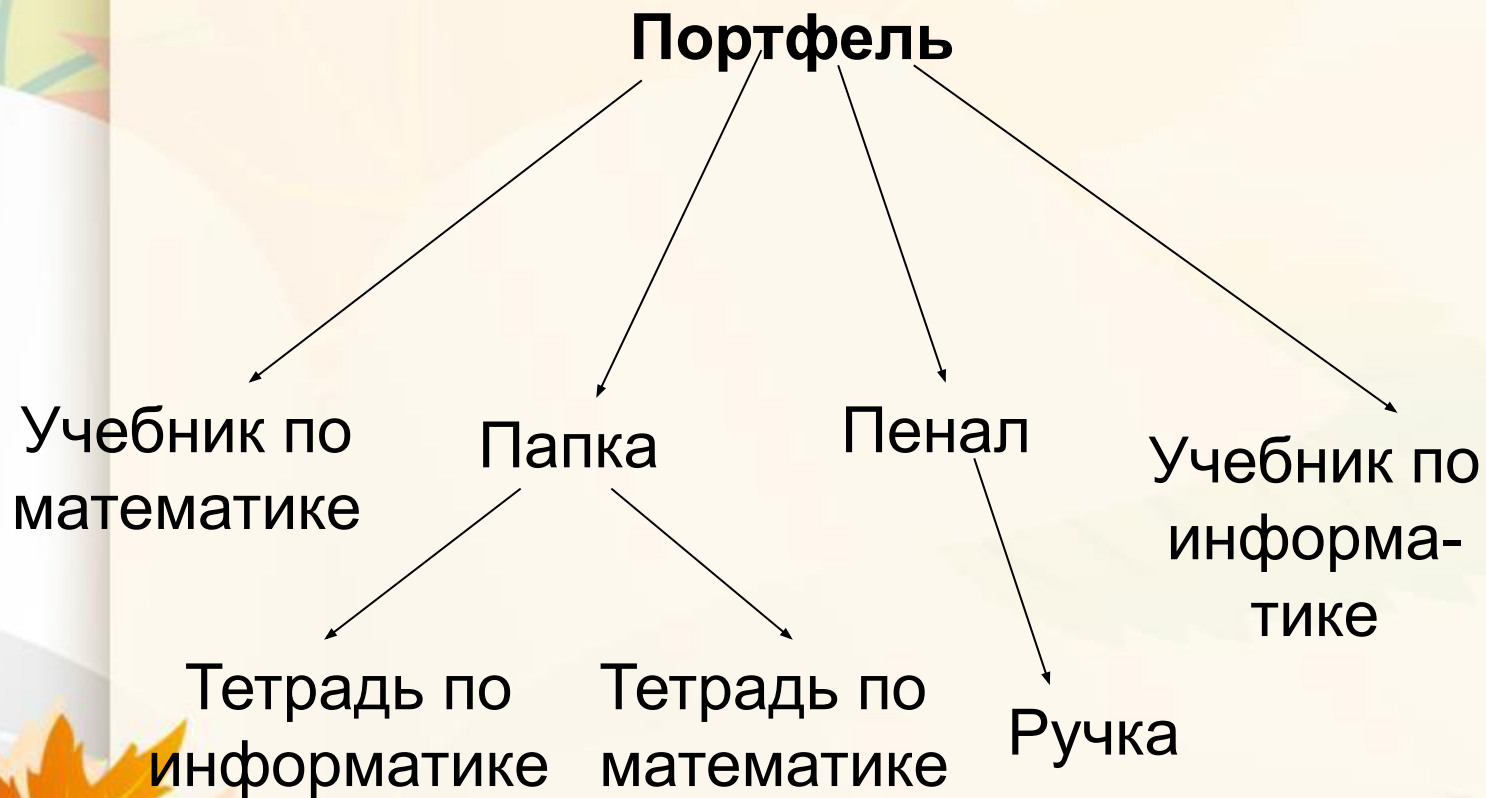 Портфель
Учебник по
математике
Папка
Пенал
Учебник по
информа-
тике
Тетрадь по
информатике
Тетрадь по
математике
Ручка